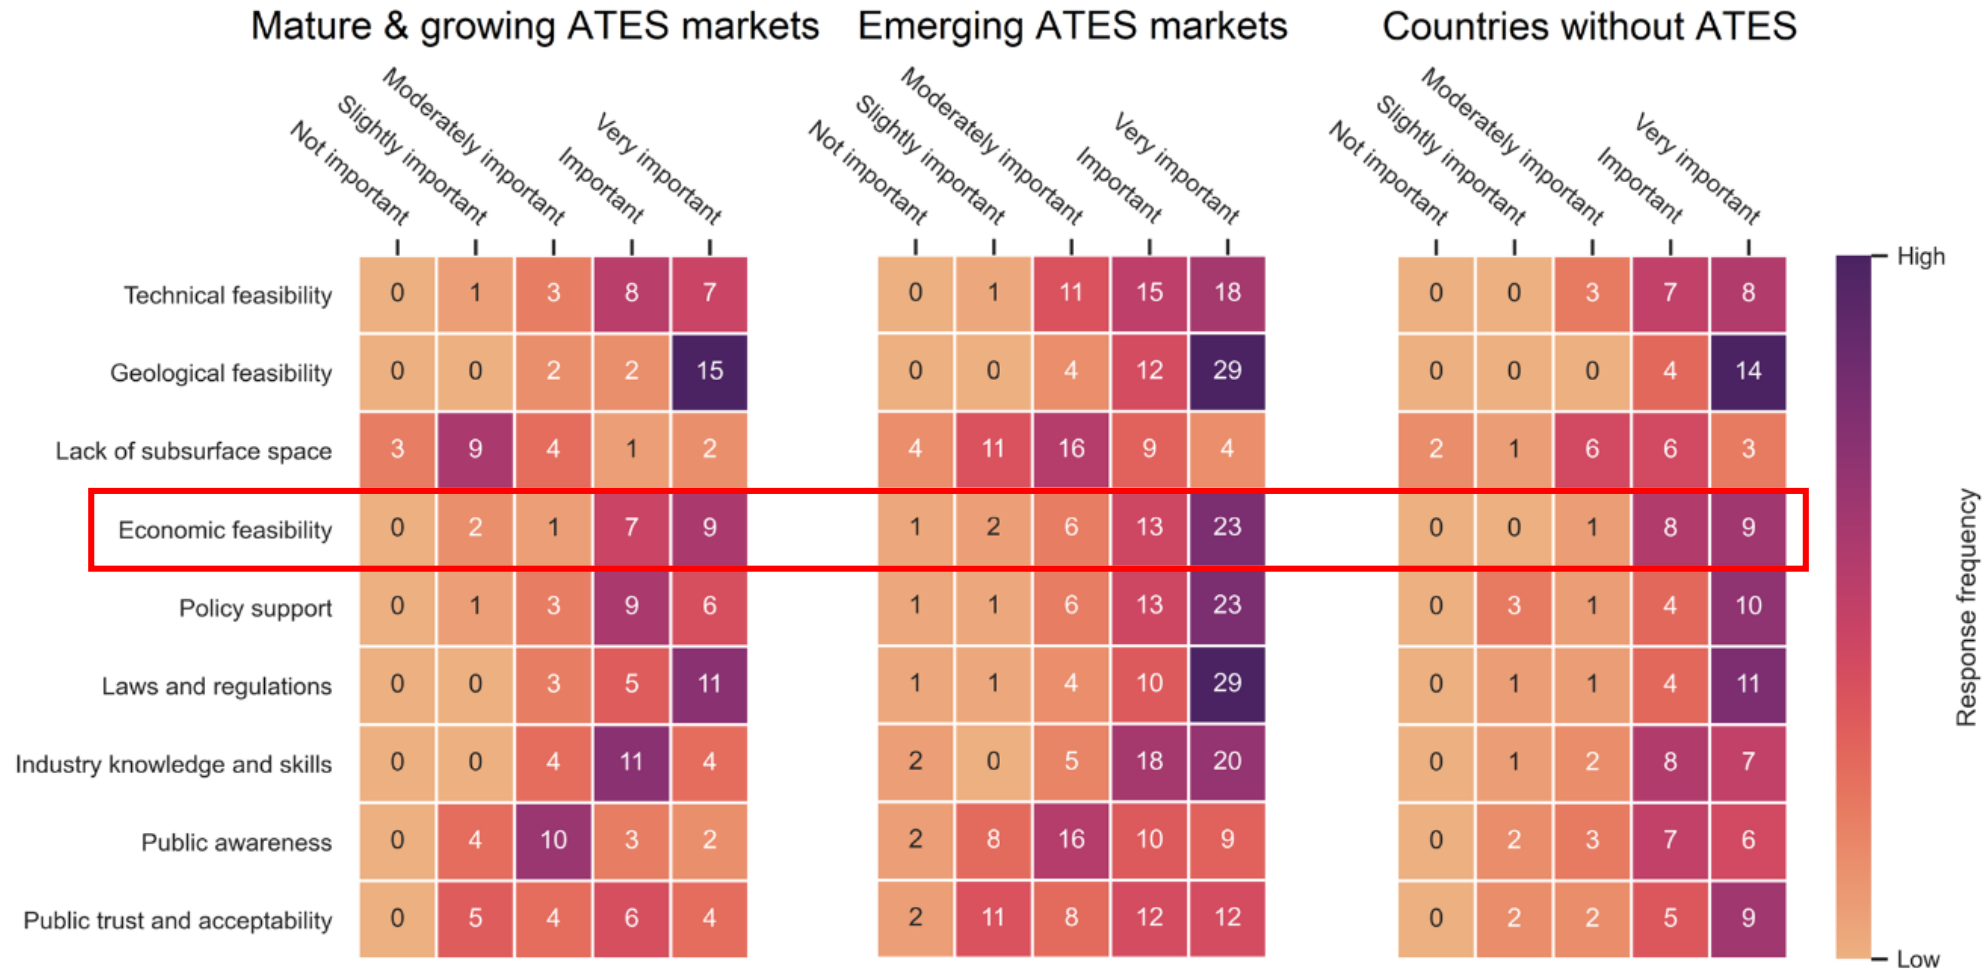 Mature & growing ATES markets Emerging ATES markets Countries without ATES
Not important Slightly important Moderately important Important Very important Not important Slightly important Moderately important Important Very important Not important Slightly important Moderately important Important Very important
High
Technical feasibility 0 1 3 8 7 0 1 11 15 18 0 0 3 7 8
Geological feasibility 0 0 2 2 15 0 0 4 12 29 0 0 0 4 14
Lack of subsurface space 3 9 4 1 2 4 11 16 9 4 2 1 6 6 3
Economic feasibility 0 2 1 7 9 1 2 6 13 23 0 0 1 8 9
Policy support 0 1 3 9 6 1 1 6 13 23 0 3 1 4 10
Laws and regulations 0 0 3 5 11 1 1 4 10 29 0 1 1 4 11
Industry knowledge and skills 0 0 4 11 4 2 0 5 18 20 0 1 2 8 7
Public awareness 0 4 10 3 2 2 8 16 10 9 0 2 3 7 6
Public trust and acceptability 0 5 4 6 4 2 11 8 12 12 0 2 2 5 9
Low
Response frequency